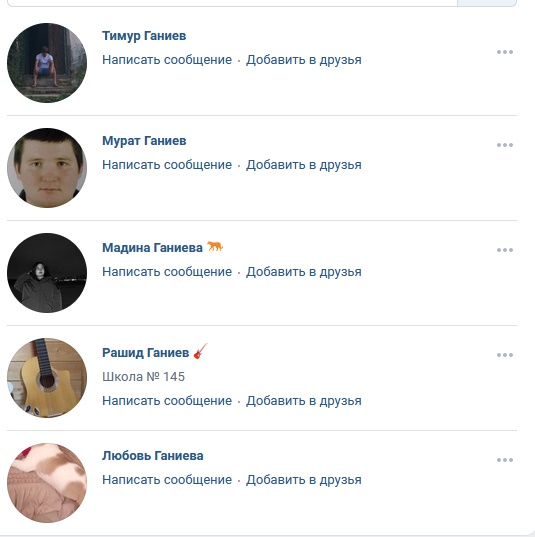 Тимур Ганиев
Написать сообщение · Добавить в друзья
Мурат Ганиев
Написать сообщение · Добавить в друзья
Мадина Ганиева 🐅
Написать сообщение · Добавить в друзья
Рашид Ганиев 🎸
Школа № 145
Написать сообщение · Добавить в друзья
Любовь Ганиева
Написать сообщение · Добавить в друзья